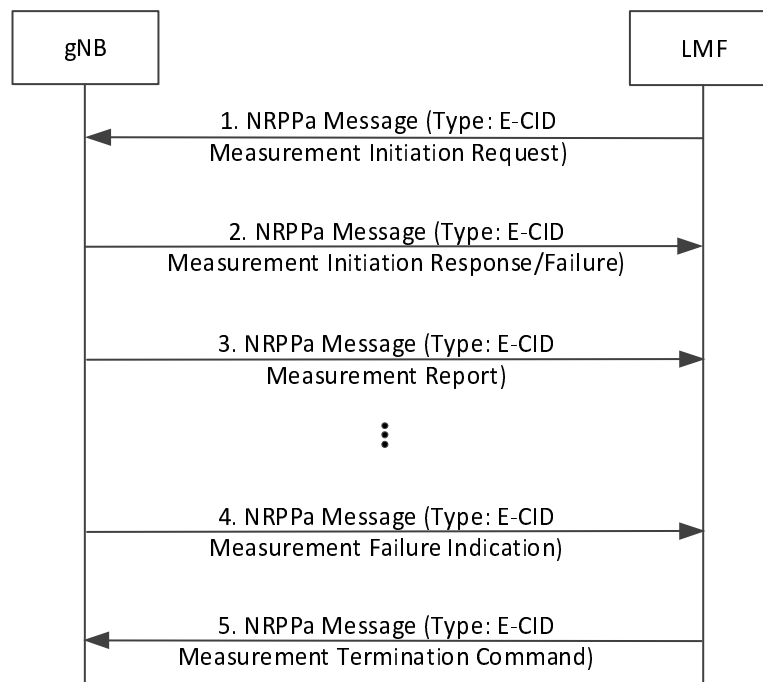 gNB
LMF
1. NRPPa Message (Type: E-CID
Measurement Initiation Request)
2. NRPPa Message (Type: E-CID
Measurement Initiation Response/Failure)
3. NRPPa Message (Type: E-CID
Measurement Report)
4. NRPPa Message (Type: E-CID
Measurement Failure Indication)
5. NRPPa Message (Type: E-CID
Measurement Termination Command)